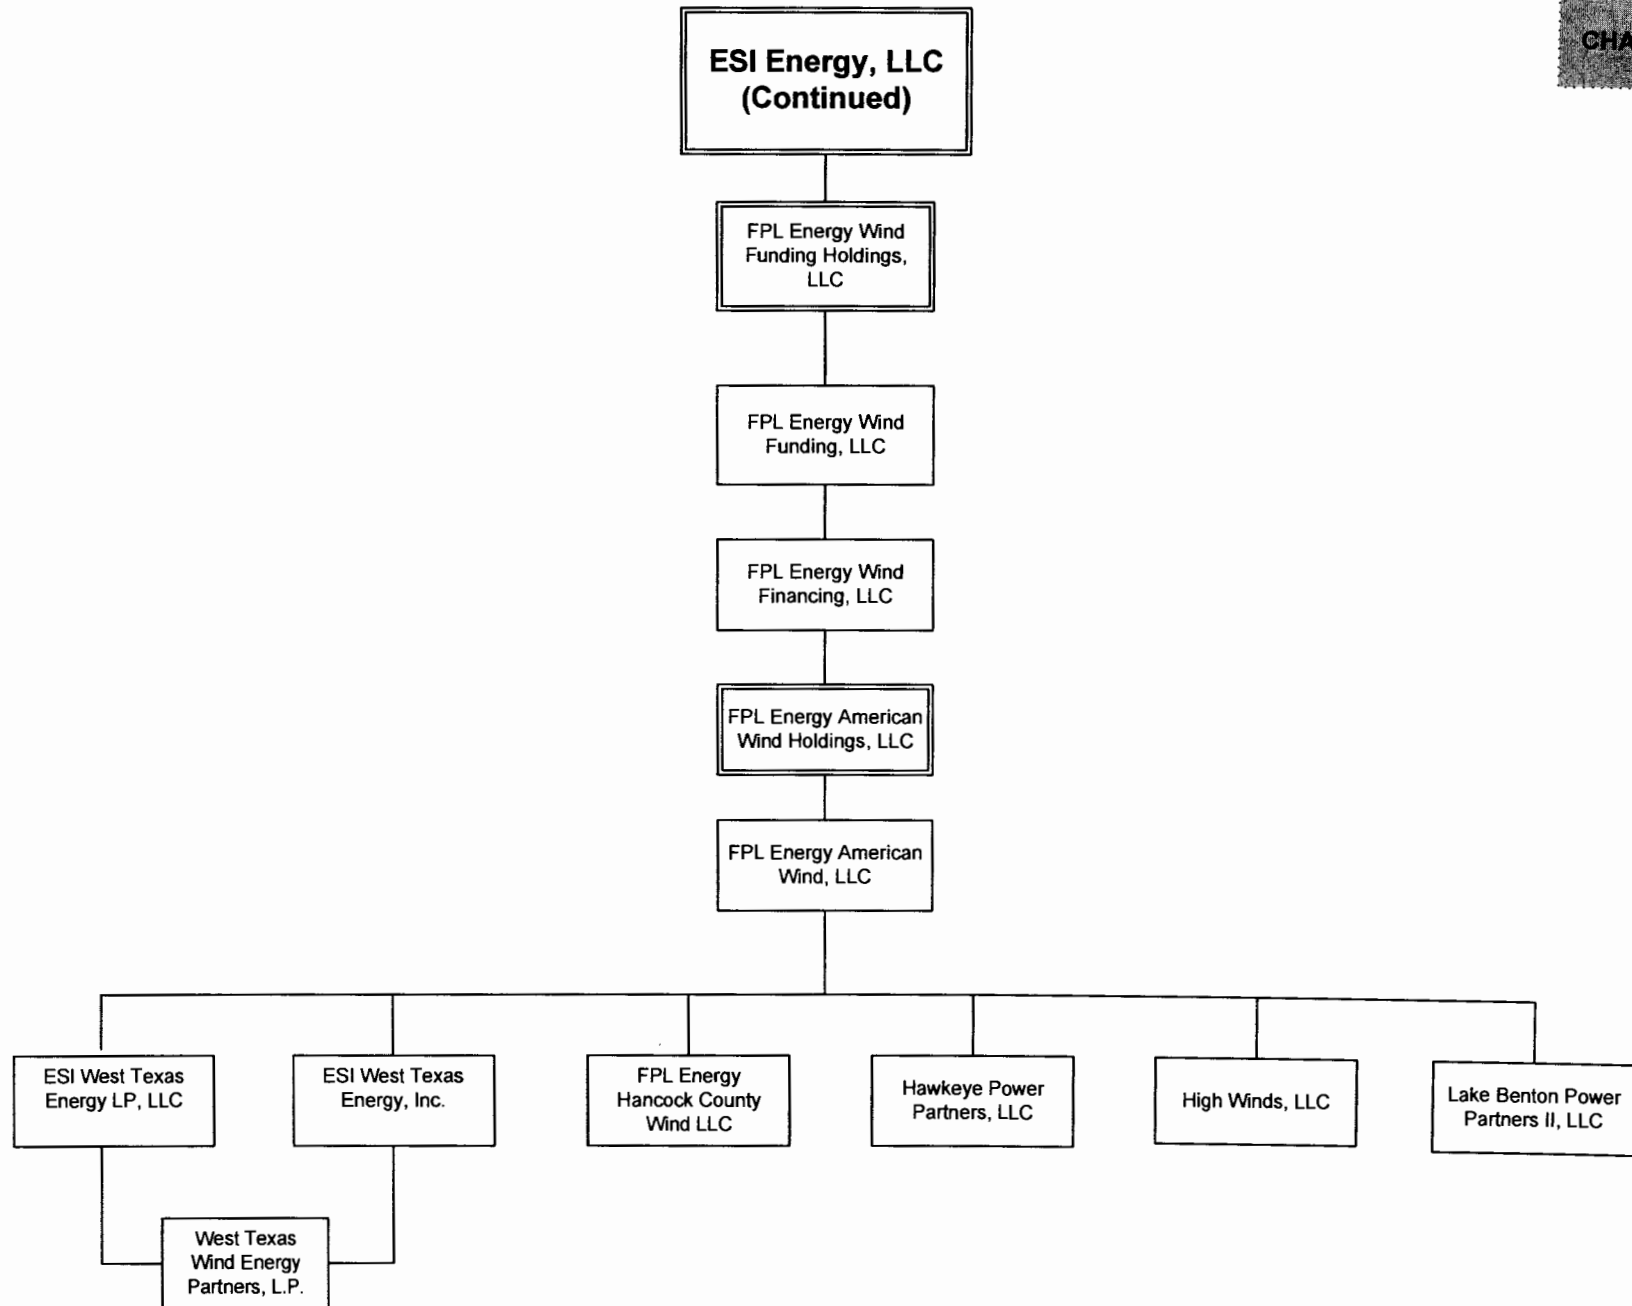 ESI Energy, LLC
(Continued)
FPL Energy Wind
Funding Holdings,
LLC
FPL Energy Wind
Funding, LLC
FPL Energy Wind
Financing, LLC
FPL Energy American
Wind Holdings, LLC
FPL Energy American
Wind, LLC
ESI West Texas
Energy LP, LLC
ESI West Texas
Energy, Inc.
FPL Energy
Hancock County
Wind LLC
Hawkeye Power
Partners, LLC
High Winds, LLC
Lake Benton Power
Partners II, LLC
West Texas
Wind Energy
Partners, L.P.